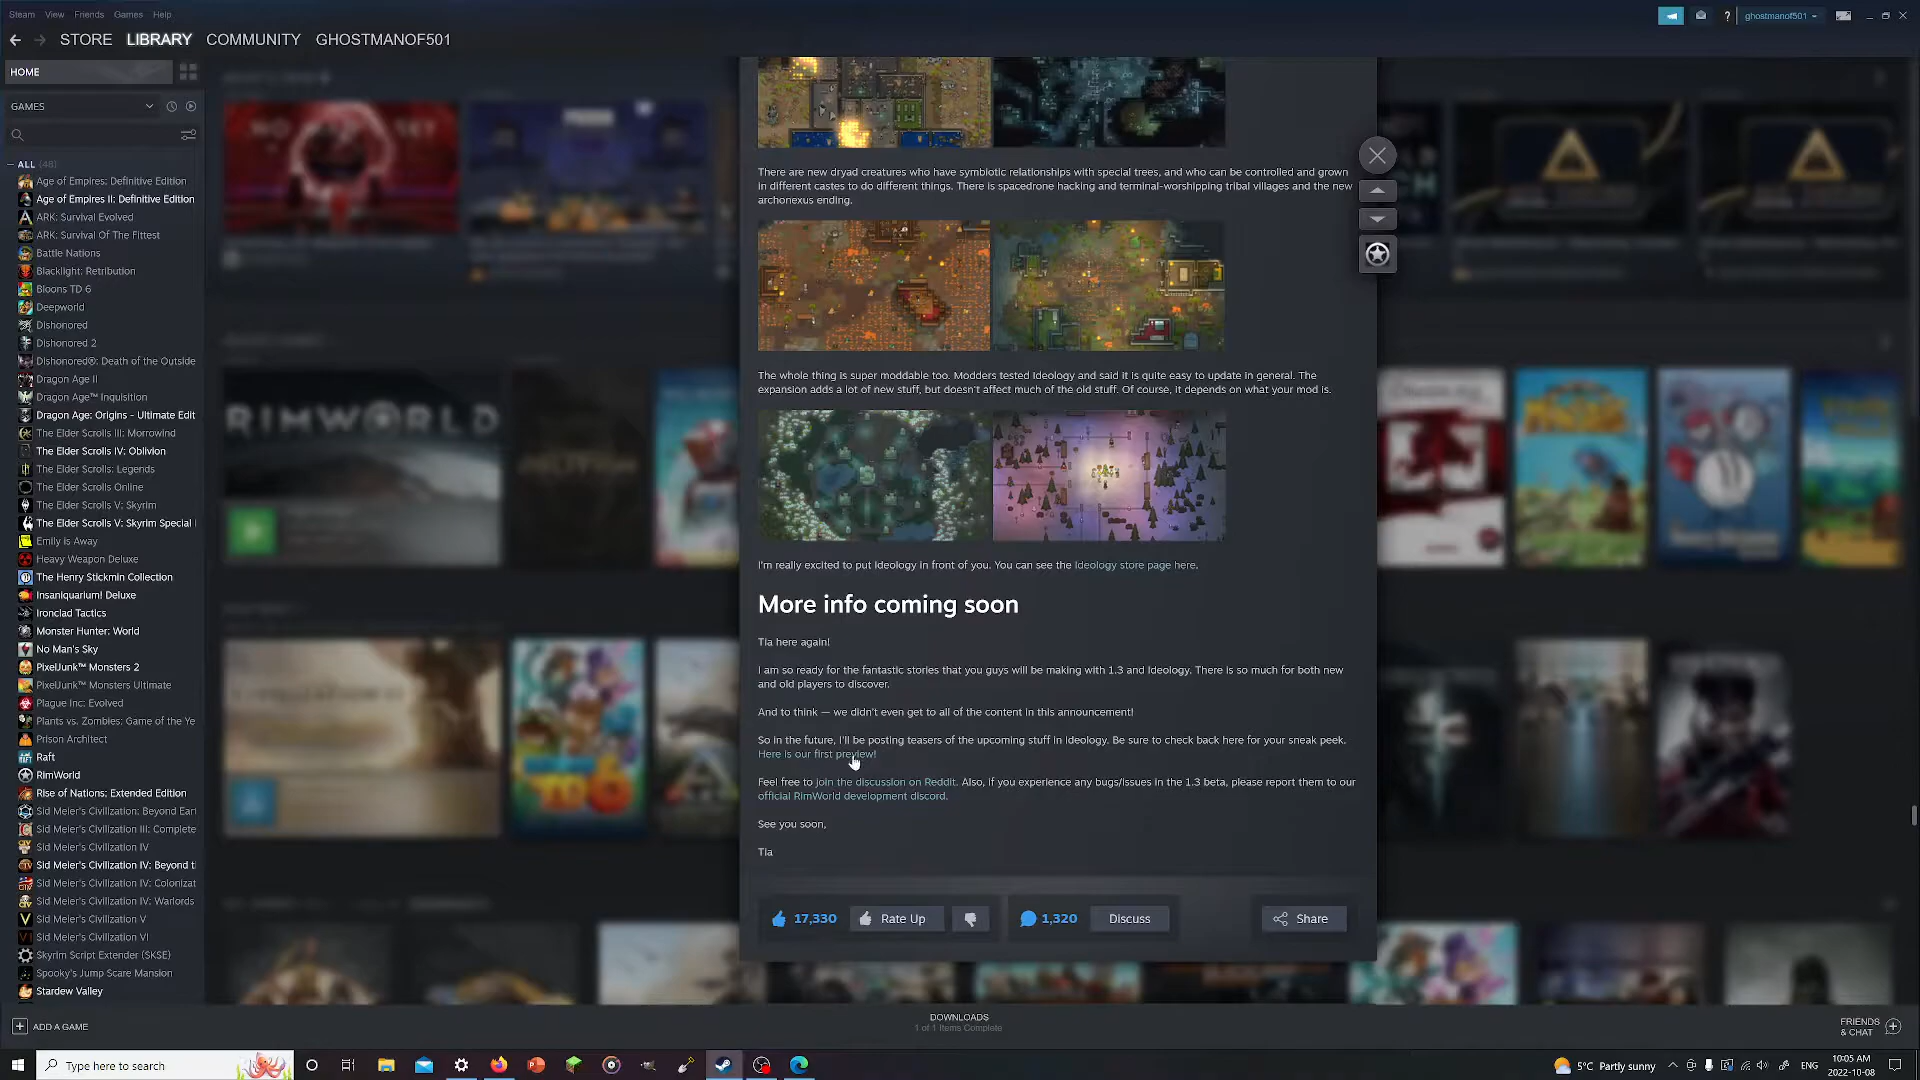 Steam View Friends Games Help
ghostmanof501
STORE LIBRARY COMMUNITY GHOSTMANOF501
HOME
GAMES
ALL (48)
Age of Empires: Definitive Edition
Age of Empires II: Definitive Edition
ARK: Survival Evolved
ARK: Survival Of The Fittest
Battle Nations
Blacklight: Retribution
Bloons TD 6
Deepworld
Dishonored
Dishonored 2
Dishonored®: Death of the Outside
Dragon Age II
Dragon Age™ Inquisition
Dragon Age: Origins - Ultimate Edit
The Elder Scrolls III: Morrowind
The Elder Scrolls IV: Oblivion
The Elder Scrolls: Legends
The Elder Scrolls Online
The Elder Scrolls V: Skyrim
The Elder Scrolls V: Skyrim Special
Emily is Away
Heavy Weapon Deluxe
The Henry Stickmin Collection
Insaniquarium! Deluxe
Ironclad Tactics
Monster Hunter: World
No Man's Sky
PixelJunk™ Monsters 2
PixelJunk™ Monsters Ultimate
Plague Inc: Evolved
Plants vs. Zombies: Game of the Ye
Prison Architect
Raft
RimWorld
Rise of Nations: Extended Edition
Sid Meier's Civilization: Beyond Ear
Sid Meier's Civilization III: Complete
Sid Meier's Civilization IV
Sid Meier's Civilization IV: Beyond t
Sid Meier's Civilization IV: Colonizat
Sid Meier's Civilization IV: Warlords
Sid Meier's Civilization V
Sid Meier's Civilization VI
Skyrim Script Extender (SKSE)
Spooky's Jump Scare Mansion
Stardew Valley
ADD A GAME
RIMWORLD
There are new dryad creatures who have symbiotic relationships with special trees, and who can be controlled and grown
in different castes to do different things. There is spacedrone hacking and terminal-worshipping tribal villages and the new
archonexus ending.
The whole thing is super moddable too. Modders tested Ideology and said it is quite easy to update in general. The
expansion adds a lot of new stuff, but doesn't affect much of the old stuff. Of course, it depends on what your mod is.
I'm really excited to put Ideology in front of you. You can see the Ideology store page here.
More info coming soon
Tia here again!
I am so ready for the fantastic stories that you guys will be making with 1.3 and Ideology. There is so much for both new
and old players to discover.
And to think — we didn't even get to all of the content in this announcement!
So in the future, I'll be posting teasers of the upcoming stuff in Ideology. Be sure to check back here for your sneak peek.
Here is our first preview!
Feel free to join the discussion on Reddit. Also, if you experience any bugs/issues in the 1.3 beta, please report them to our
official RimWorld development discord.
See you soon,
Tia
17,330 Rate Up 1,320 Discuss Share
DOWNLOADS
1 of 1 Items Complete
FRIENDS
& CHAT
Type here to search
5°C Partly sunny
ENG
10:05 AM
2022-10-08